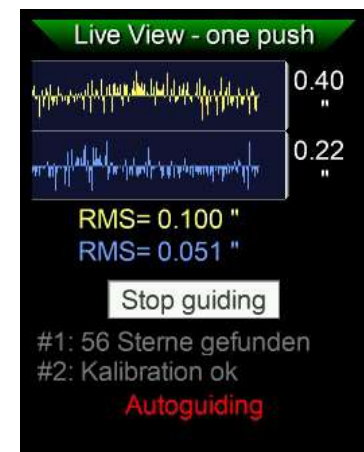 Live View - one push
0.40
"
0.22
"
RMS= 0.100 "
RMS= 0.051 "
Stop guiding
#1: 56 Sterne gefunden
#2: Kalibration ok
Autoguiding